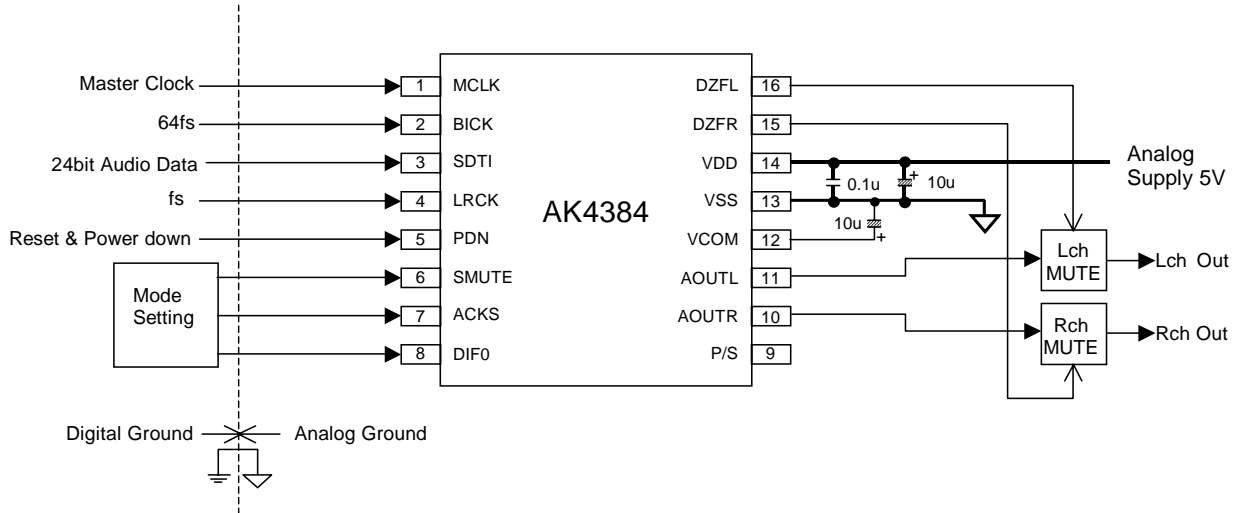 Master Clock
1
MCLK
DZFL
16
64fs
2
BICK
DZFR
15
24bit Audio Data
3
SDTI
VDD
14
Analog
Supply 5V
0.1u
+
10u
fs
4
LRCK
AK4384
VSS
13
Reset & Power down
5
PDN
VCOM
12
10u
+
Mode
Setting
6
SMUTE
AOUTL
11
Lch
MUTE
Lch Out
7
ACKS
AOUTR
10
Rch
MUTE
Rch Out
8
DIF0
P/S
9
Digital Ground
Analog Ground